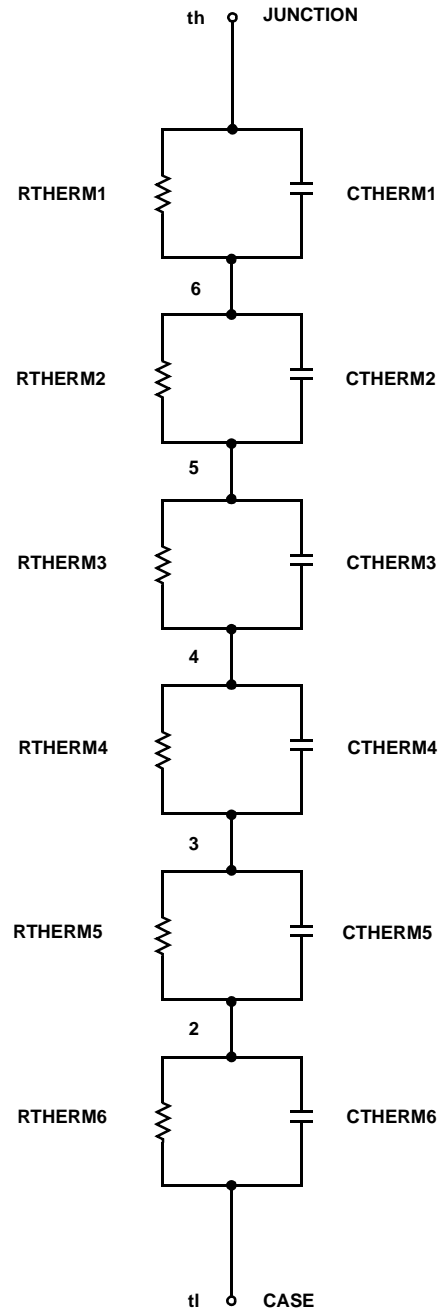 th JUNCTION
RTHERM1 CTHERM1
6
RTHERM2 CTHERM2
5
RTHERM3 CTHERM3
4
RTHERM4 CTHERM4
3
RTHERM5 CTHERM5
2
RTHERM6 CTHERM6
tl CASE